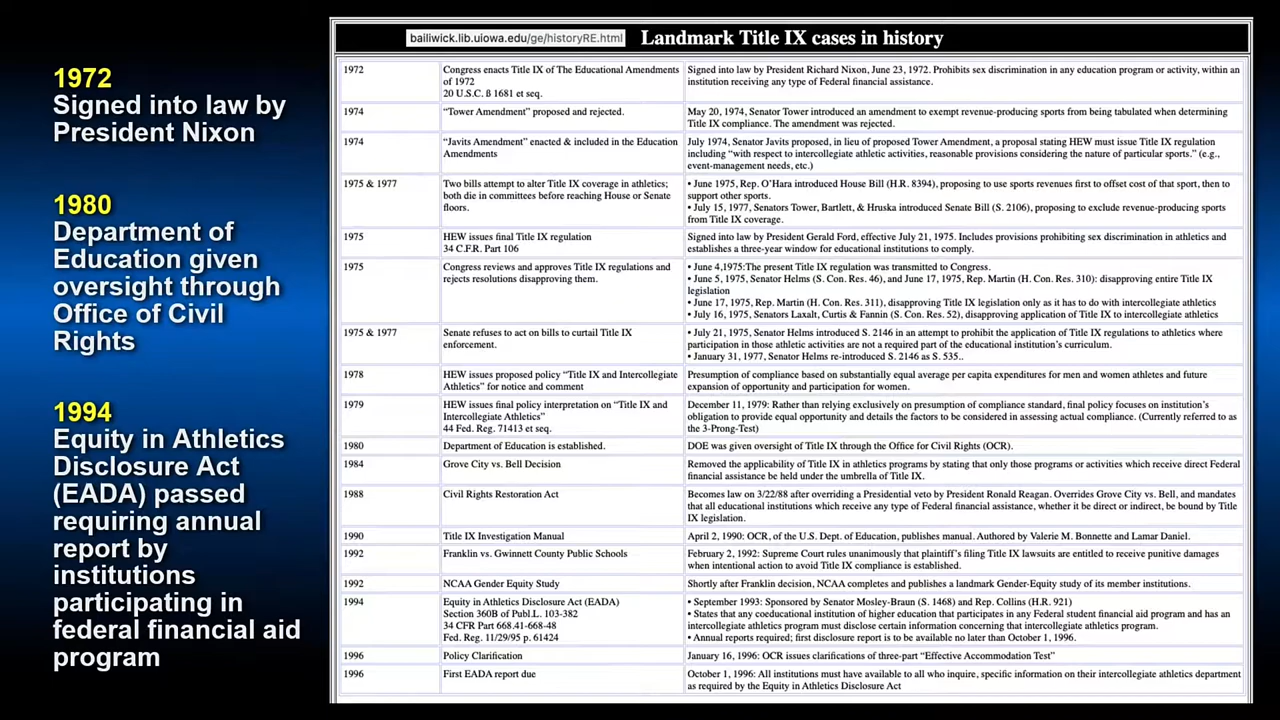 1972
Signed into law by
President Nixon
1980
Department of
Education given
oversight through
Office of Civil
Rights
1994
Equity in Athletics
Disclosure Act
(EADA) passed
requiring annual
report by
institutions
participating in
federal financial aid
program
bailiwick.lib.uiowa.edu/ge/historyRE.html
Landmark Title IX cases in history
1972
Congress enacts Title IX of The Educational Amendments
of 1972
20 U.S.C. ß 1681 et seq.
Signed into law by President Richard Nixon, June 23, 1972. Prohibits sex discrimination in any education program or activity, within an
institution receiving any type of Federal financial assistance.
1974
“Tower Amendment” proposed and rejected.
May 20, 1974, Senator Tower introduced an amendment to exempt revenue-producing sports from being tabulated when determining
Title IX compliance. The amendment was rejected.
1974
“Javits Amendment” enacted & included in the Education
Amendments
July 1974, Senator Javits proposed, in lieu of proposed Tower Amendment, a proposal stating HEW must issue Title IX regulation
including “with respect to intercollegiate athletic activities, reasonable provisions considering the nature of particular sports.” (e.g.,
event-management needs, etc.)
1975 & 1977
Two bills attempt to alter Title IX coverage in athletics;
both die in committees before reaching House or Senate
floors.
• June 1975, Rep. O’Hara introduced House Bill (H.R. 8394), proposing to use sports revenues first to offset cost of that sport, then to
support other sports.
• July 15, 1977, Senators Tower, Bartlett, & Hruska introduced Senate Bill (S. 2106), proposing to exclude revenue-producing sports
from Title IX coverage.
1975
HEW issues final Title IX regulation
34 C.F.R. Part 106
Signed into law by President Gerald Ford, effective July 21, 1975. Includes provisions prohibiting sex discrimination in athletics and
establishes a three-year window for educational institutions to comply.
1975
Congress reviews and approves Title IX regulations and
rejects resolutions disapproving them.
• June 4,1975:The present Title IX regulation was transmitted to Congress.
• June 5, 1975, Senator Helms (S. Con. Res. 46), and June 17, 1975, Rep. Martin (H. Con. Res. 310): disapproving entire Title IX
legislation
• June 17, 1975, Rep. Martin (H. Con. Res. 311), disapproving Title IX legislation only as it has to do with intercollegiate athletics
• July 16, 1975, Senators Laxalt, Curtis & Fannin (S. Con. Res. 52), disapproving application of Title IX to intercollegiate athletics
1975 & 1977
Senate refuses to act on bills to curtail Title IX
enforcement.
• July 21, 1975, Senator Helms introduced S. 2146 in an attempt to prohibit the application of Title IX regulations to athletics where
participation in those athletic activities are not a required part of the educational institution’s curriculum.
• January 31, 1977, Senator Helms re-introduced S. 2146 as S. 535..
1978
HEW issues proposed policy “Title IX and Intercollegiate
Athletics” for notice and comment
Presumption of compliance based on substantially equal average per capita expenditures for men and women athletes and future
expansion of opportunity and participation for women.
1979
HEW issues final policy interpretation on “Title IX and
Intercollegiate Athletics”
44 Fed. Reg. 71413 et seq.
December 11, 1979: Rather than relying exclusively on presumption of compliance standard, final policy focuses on institution’s
obligation to provide equal opportunity and details the factors to be considered in assessing actual compliance. (Currently referred to as
the 3-Prong-Test)
1980
Department of Education is established.
DOE was given oversight of Title IX through the Office for Civil Rights (OCR).
1984
Grove City vs. Bell Decision
Removed the applicability of Title IX in athletics programs by stating that only those programs or activities which receive direct Federal
financial assistance be held under the umbrella of Title IX.
1988
Civil Rights Restoration Act
Becomes law on 3/22/88 after overriding a Presidential veto by President Ronald Reagan. Overrides Grove City vs. Bell, and mandates
that all educational institutions which receive any type of Federal financial assistance, whether it be direct or indirect, be bound by Title
IX legislation.
1990
Title IX Investigation Manual
April 2, 1990: OCR, of the U.S. Dept. of Education, publishes manual. Authored by Valerie M. Bonnette and Lamar Daniel.
1992
Franklin vs. Gwinnett County Public Schools
February 2, 1992: Supreme Court rules unanimously that plaintiff’s filing Title IX lawsuits are entitled to receive punitive damages
when intentional action to avoid Title IX compliance is established.
1992
NCAA Gender Equity Study
Shortly after Franklin decision, NCAA completes and publishes a landmark Gender-Equity study of its member institutions.
1994
Equity in Athletics Disclosure Act (EADA)
Section 360B of Publ.L. 103-382
34 CFR Part 668.41-668-48
Fed. Reg. 11/29/95 p. 61424
• September 1993: Sponsored by Senator Mosley-Braun (S. 1468) and Rep. Collins (H.R. 921)
• States that any coeducational institution of higher education that participates in any Federal student financial aid program and has an
intercollegiate athletics program must disclose certain information concerning that intercollegiate athletics program.
• Annual reports required; first disclosure report is to be available no later than October 1, 1996.
1996
Policy Clarification
January 16, 1996: OCR issues clarifications of three-part “Effective Accommodation Test”
1996
First EADA report due
October 1, 1996: All institutions must have available to all who inquire, specific information on their intercollegiate athletics department
as required by the Equity in Athletics Disclosure Act